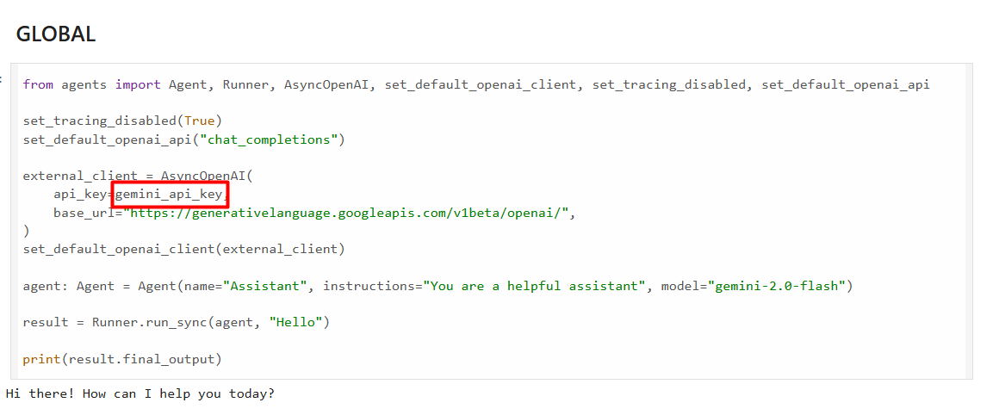 GLOBAL
:
from agents import Agent, Runner, AsyncOpenAI, set_default_openai_client, set_tracing_disabled, set_default_openai_api
set_tracing_disabled(True)
set_default_openai_api("chat_completions")
external_client = AsyncOpenAI(
    api_key=gemini_api_key,
    base_url="https://generativelanguage.googleapis.com/v1beta/openai/",
)
set_default_openai_client(external_client)
agent: Agent = Agent(name="Assistant", instructions="You are a helpful assistant", model="gemini-2.0-flash")
result = Runner.run_sync(agent, "Hello")
print(result.final_output)
Hi there! How can I help you today?